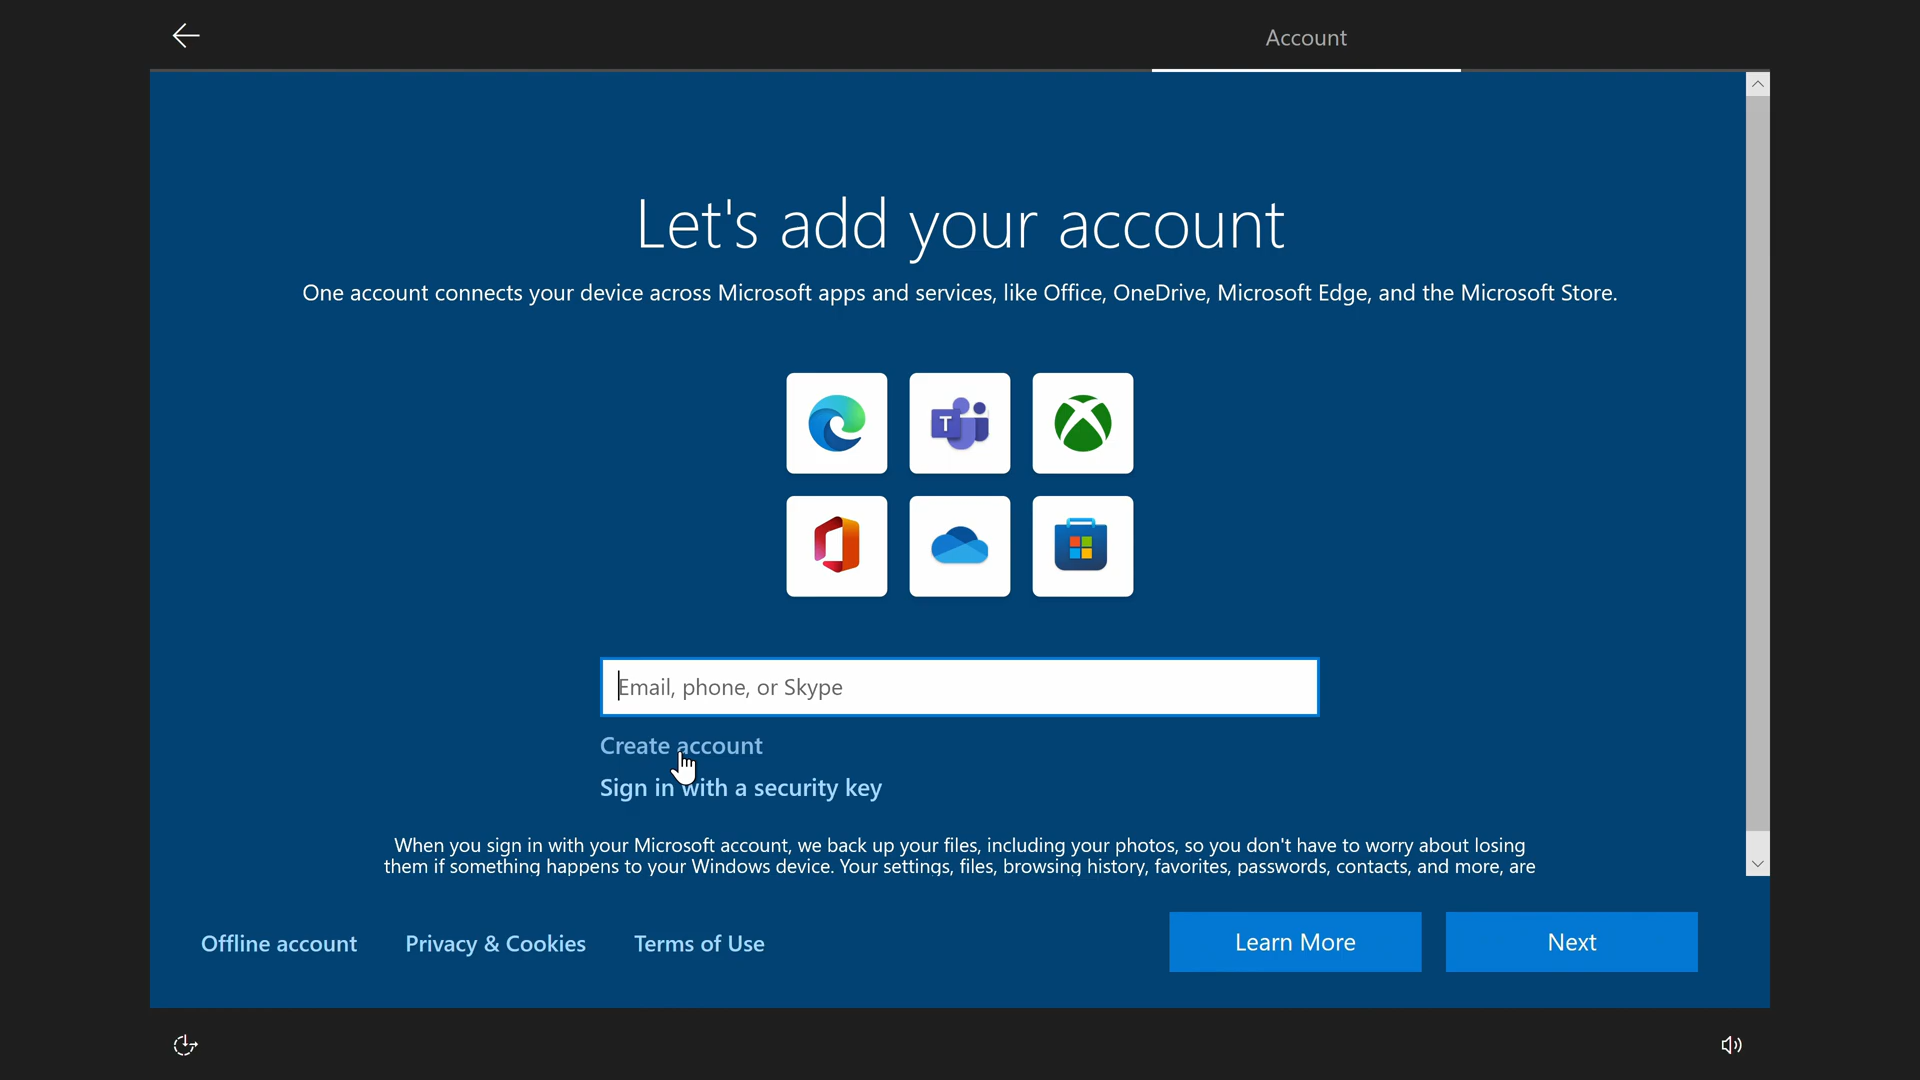 Account
Let's add your account
One account connects your device across Microsoft apps and services, like Office, OneDrive, Microsoft Edge, and the Microsoft Store.
T
Email, phone, or Skype
Create account
Sign in with a security key
When you sign in with your Microsoft account, we back up your files, including your photos, so you don't have to worry about losing
them if something happens to your Windows device. Your settings, files, browsing history, favorites, passwords, contacts, and more, are
Offline account
Privacy & Cookies
Terms of Use
Learn More
Next